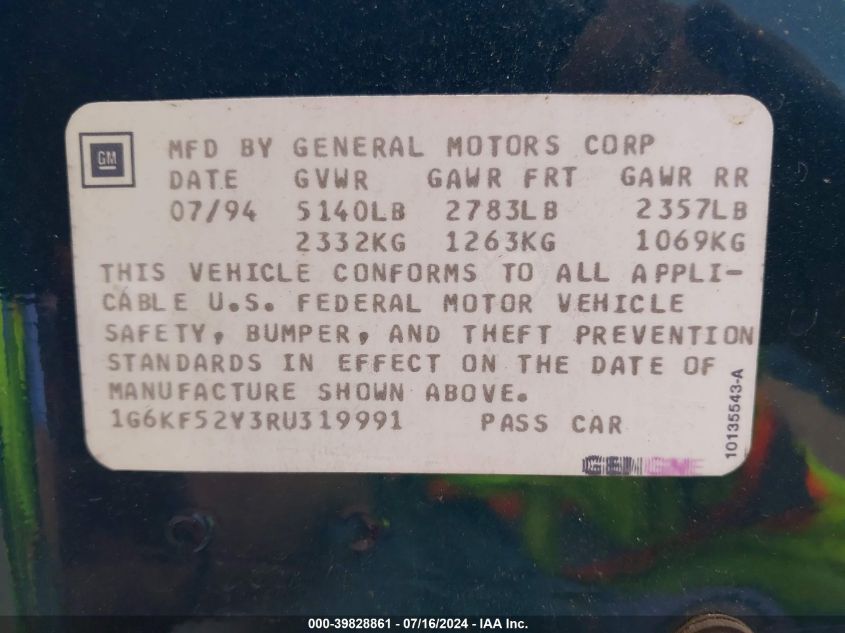 GM
MFD BY GENERAL MOTORS CORP
DATE GVWR GAWR FRT GAWR RR
07/94 5140LB 2783LB 2357LB
2332KG 1263KG 1069KG
THIS VEHICLE CONFORMS TO ALL APPLI-
CABLE U.S. FEDERAL MOTOR VEHICLE
SAFETY, BUMPER, AND THEFT PREVENTION
STANDARDS IN EFFECT ON THE DATE OF
MANUFACTURE SHOWN ABOVE.
1G6KF52Y3RU319991 PASS CAR
10135543-A
000-39828861 - 07/16/2024 - IAA Inc.